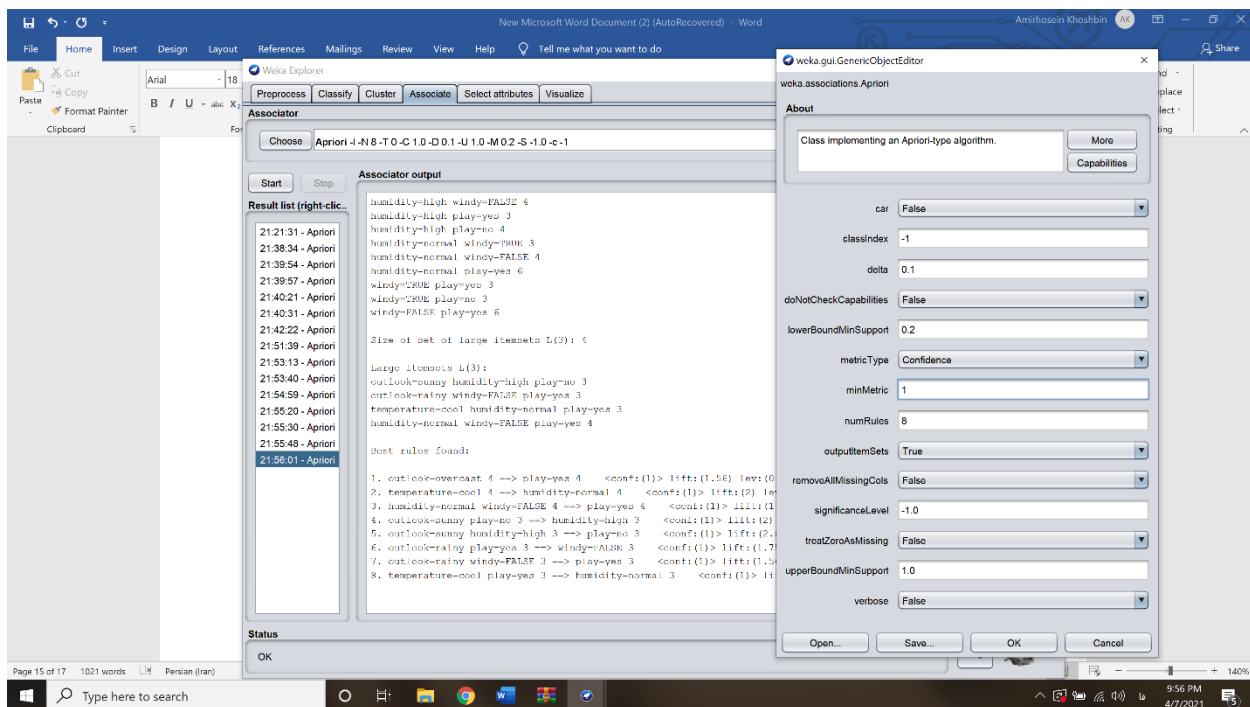 New Microsoft Word Document (2) (AutoRecovered) - Word
Amirhosein Khoshbin AK
File Home Insert Design Layout References Mailings Review View Help Tell me what you want to do
Share
Cut
Copy
Paste
Format Painter
Clipboard
Arial 18
B I U abc X
Weka Explorer
Preprocess Classify Cluster Associate Select attributes Visualize
Associator
Choose Apriori -I -N 8 -T 0 -C 1.0 -D 0.1 -U 1.0 -M 0.2 -S -1.0 -c -1
Start Stop
Result list (right-clic..
21:21:31 - Apriori
21:38:34 - Apriori
21:39:54 - Apriori
21:39:57 - Apriori
21:40:21 - Apriori
21:40:31 - Apriori
21:42:22 - Apriori
21:51:39 - Apriori
21:53:13 - Apriori
21:53:40 - Apriori
21:54:59 - Apriori
21:55:20 - Apriori
21:55:30 - Apriori
21:55:48 - Apriori
21:56:01 - Apriori
Associator output
humidity=high windy=FALSE 4
humidity=high play=yes 3
humidity=high play=no 4
humidity=normal windy=TRUE 3
humidity=normal windy=FALSE 4
humidity=normal play=yes 6
windy=TRUE play=yes 3
windy=TRUE play=no 3
windy=FALSE play=yes 6
Size of set of large itemsets L(3): 4
Large Itemsets L(3):
outlook=sunny humidity=high play=no 3
outlook=rainy windy=FALSE play=yes 3
temperature=cool humidity=normal play=yes 3
humidity=normal windy=FALSE play=yes 4
Best rules found:
1. outlook=overcast 4 ==> play=yes 4 <conf:(1)> lift:(1.56) lev:(0
2. temperature=cool 4 ==> humidity=normal 4 <conf:(1)> lift:(2) le
3. humidity=normal windy=FALSE 4 ==> play=yes 4 <conf:(1)> lift:(1
4. outlook=sunny play=no 3 ==> humidity=high 3 <conf:(1)> lift:(2)
5. outlook=sunny humidity=high 3 ==> play=no 3 <conf:(1)> lift:(2.
6. outlook=rainy play=yes 3 ==> windy=FALSE 3 <conf:(1)> lift:(1.7
7. outlook=rainy windy=FALSE 3 ==> play=yes 3 <conf:(1)> lift:(1.5
8. temperature=cool play=yes 3 ==> humidity=normal 3 <conf:(1)> li
Status
OK
weka.gui.GenericObjectEditor
weka.associations.Apriori
About
Class implementing an Apriori-type algorithm.
More
Capabilities
car False
classIndex -1
delta 0.1
doNotCheckCapabilities False
lowerBoundMinSupport 0.2
metricType Confidence
minMetric 1
numRules 8
outputItemSets True
removeAllMissingCols False
significanceLevel -1.0
treatZeroAsMissing False
upperBoundMinSupport 1.0
verbose False
Open... Save... OK Cancel
Page 15 of 17 1021 words Persian (Iran)
140%
Type here to search
9:56 PM
4/7/2021